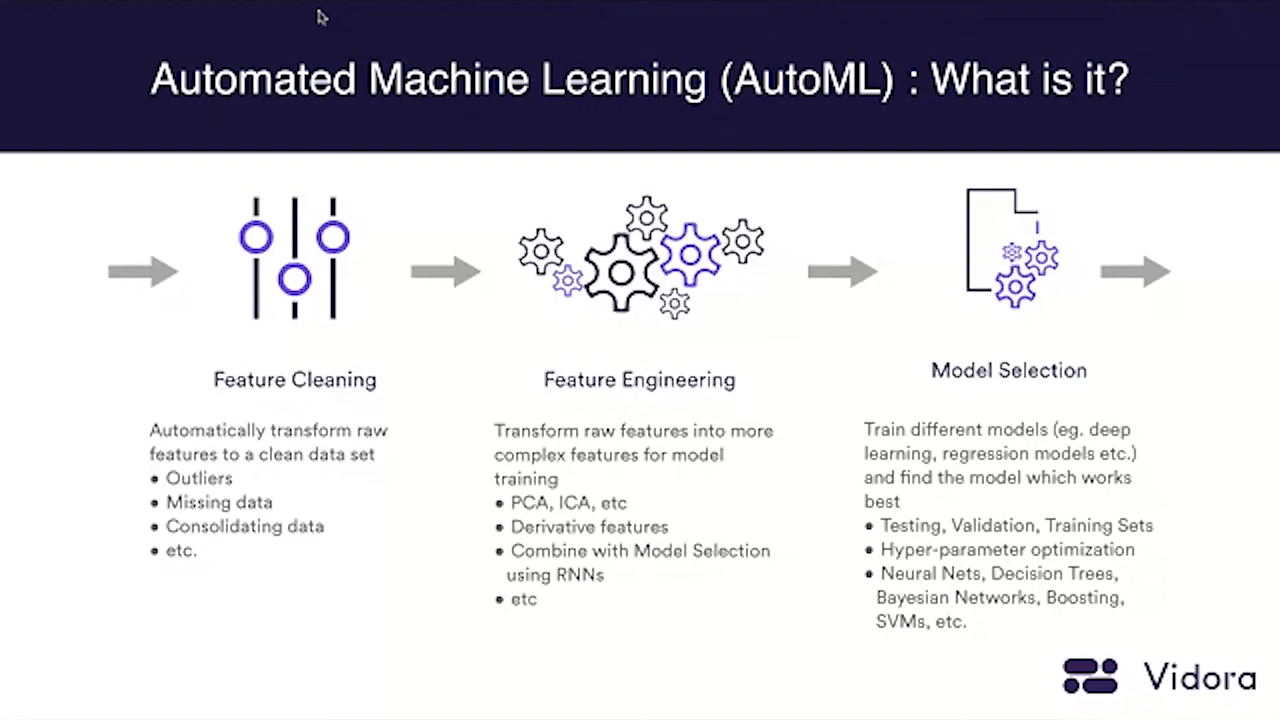 Automated Machine Learning (AutoML) : What is it?
Feature Cleaning
Automatically transform raw
features to a clean data set
• Outliers
• Missing data
• Consolidating data
• etc.
Feature Engineering
Transform raw features into more
complex features for model
training
• PCA, ICA, etc
• Derivative features
• Combine with Model Selection
using RNNs
• etc
Model Selection
Train different models (eg. deep
learning, regression models etc.)
and find the model which works
best
• Testing, Validation, Training Sets
• Hyper-parameter optimization
• Neural Nets, Decision Trees,
Bayesian Networks, Boosting,
SVMs, etc.
Vidora